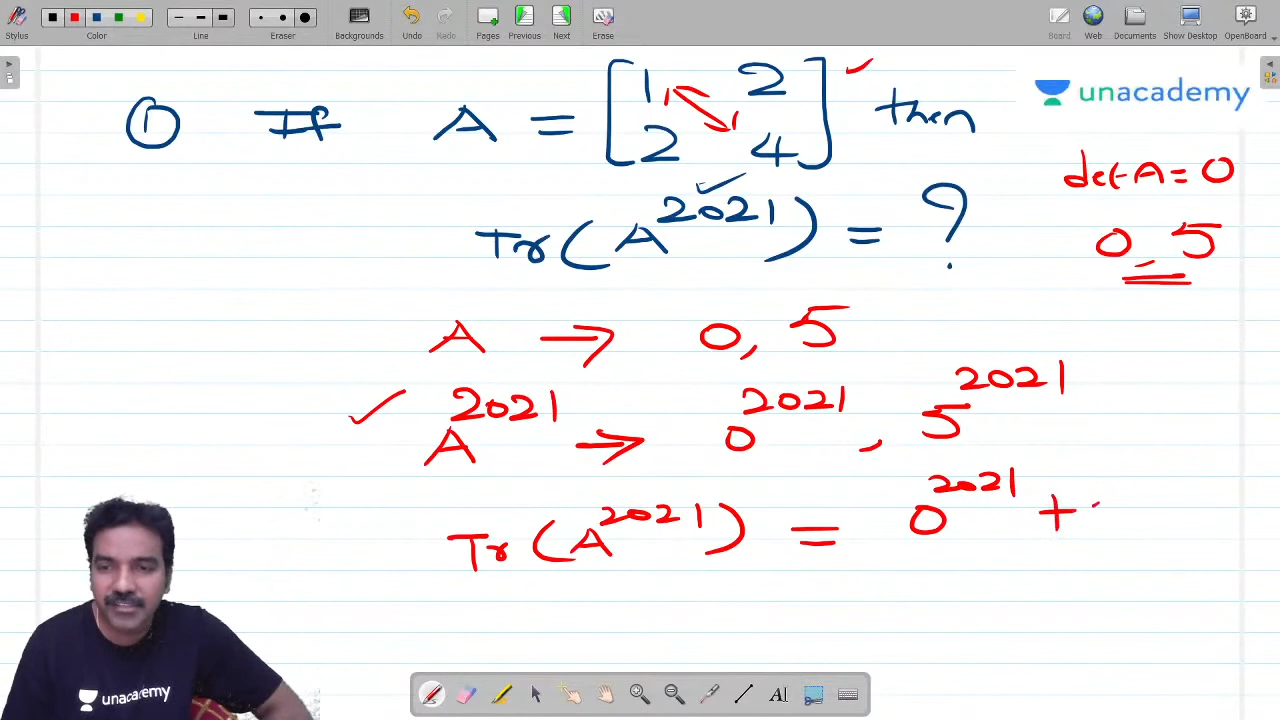 Stylus Color Line Eraser Backgrounds Undo Redo Pages Previous Next Erase Board Web Documents Show Desktop OpenBoard
① If A = [1 2
2 4] then
unacademy
det A = 0
Tr(A^2021) = ?
0, 5
A → 0, 5
A^2021 → 0^2021, 5^2021
Tr(A^2021) = 0^2021 +
unacademy